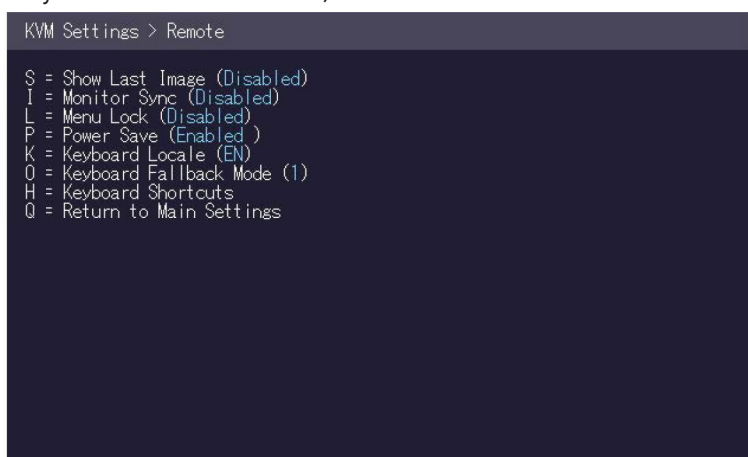 KVM Settings > Remote
S = Show Last Image (Disabled)
I = Monitor Sync (Disabled)
L = Menu Lock (Disabled)
P = Power Save (Enabled )
K = Keyboard Locale (EN)
O = Keyboard Fallback Mode (1)
H = Keyboard Shortcuts
Q = Return to Main Settings